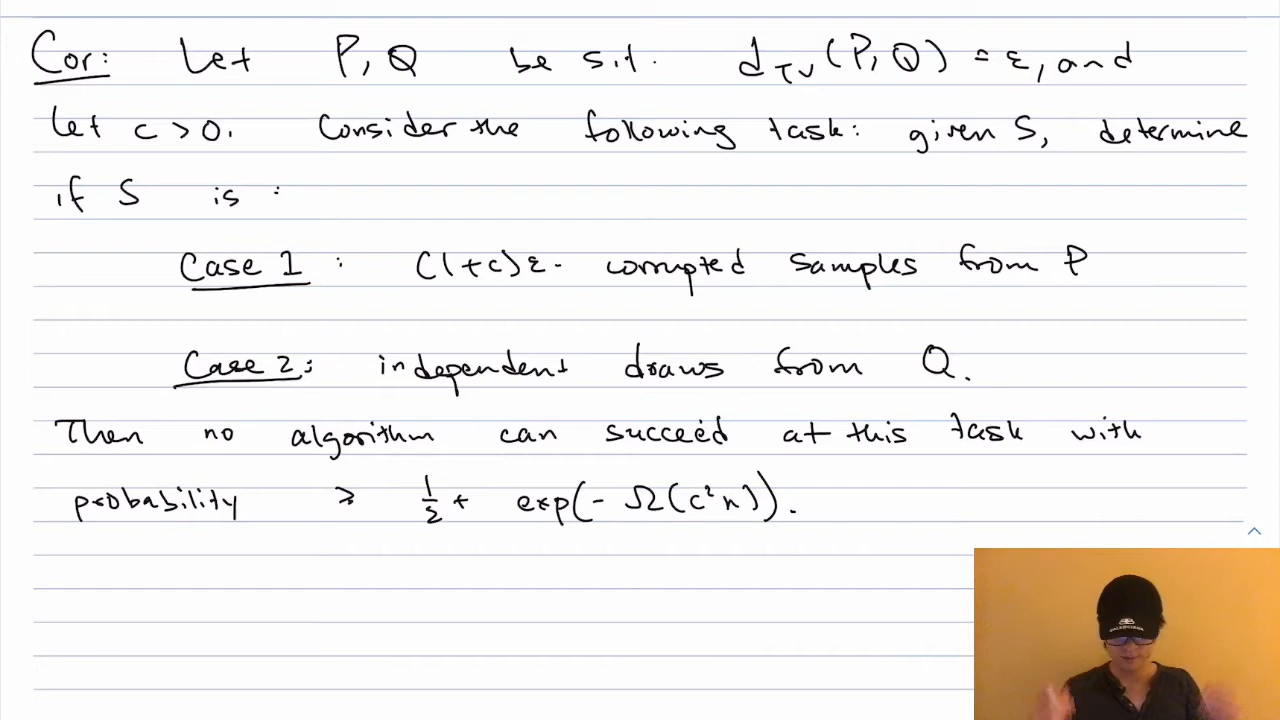 Cor: Let P, Q be s.t. d_TV (P, Q) = ε, and
let c > 0. Consider the following task: given S, determine
if S is :
Case 1 : (1+c)ε- corrupted samples from P
Case 2: independent draws from Q.
Then no algorithm can succeed at this task with
probability ≥ 1/2 + exp(- Ω(c²n)).